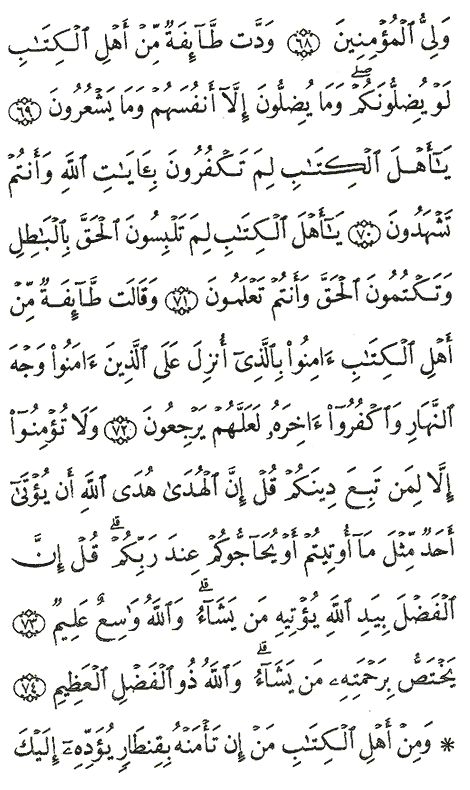 وَلِيُّ ٱلْمُؤْمِنِينَ ۝٦٨ وَدَّت طَّآئِفَةٌ مِّنْ أَهْلِ ٱلْكِتَٰبِ
لَوْ يُضِلُّونَكُمْ ۖ وَمَا يُضِلُّونَ إِلَّآ أَنفُسَهُمْ وَمَا يَشْعُرُونَ ۝٦٩
يَٰٓأَهْلَ ٱلْكِتَٰبِ لِمَ تَكْفُرُونَ بِـَٔايَٰتِ ٱللَّهِ وَأَنتُمْ
تَشْهَدُونَ ۝٧٠ يَٰٓأَهْلَ ٱلْكِتَٰبِ لِمَ تَلْبِسُونَ ٱلْحَقَّ بِٱلْبَٰطِلِ
وَتَكْتُمُونَ ٱلْحَقَّ وَأَنتُمْ تَعْلَمُونَ ۝٧١ وَقَالَت طَّآئِفَةٌ مِّنْ
أَهْلِ ٱلْكِتَٰبِ ءَامِنُوا۟ بِٱلَّذِىٓ أُنزِلَ عَلَى ٱلَّذِينَ ءَامَنُوا۟ وَجْهَ
ٱلنَّهَارِ وَٱكْفُرُوٓا۟ ءَاخِرَهُۥ لَعَلَّهُمْ يَرْجِعُونَ ۝٧٢ وَلَا تُؤْمِنُوٓا۟
إِلَّا لِمَن تَبِعَ دِينَكُمْ قُلْ إِنَّ ٱلْهُدَىٰ هُدَى ٱللَّهِ أَن يُؤْتَىٰٓ
أَحَدٌ مِّثْلَ مَآ أُوتِيتُمْ أَوْ يُحَآجُّوكُمْ عِندَ رَبِّكُمْ ۗ قُلْ إِنَّ
ٱلْفَضْلَ بِيَدِ ٱللَّهِ يُؤْتِيهِ مَن يَشَآءُ ۗ وَٱللَّهُ وَٰسِعٌ عَلِيمٌ ۝٧٣
يَخْتَصُّ بِرَحْمَتِهِۦ مَن يَشَآءُ ۗ وَٱللَّهُ ذُو ٱلْفَضْلِ ٱلْعَظِيمِ ۝٧٤
* وَمِنْ أَهْلِ ٱلْكِتَٰبِ مَنْ إِن تَأْمَنْهُ بِقِنطَارٍ يُؤَدِّهِۦٓ إِلَيْكَ